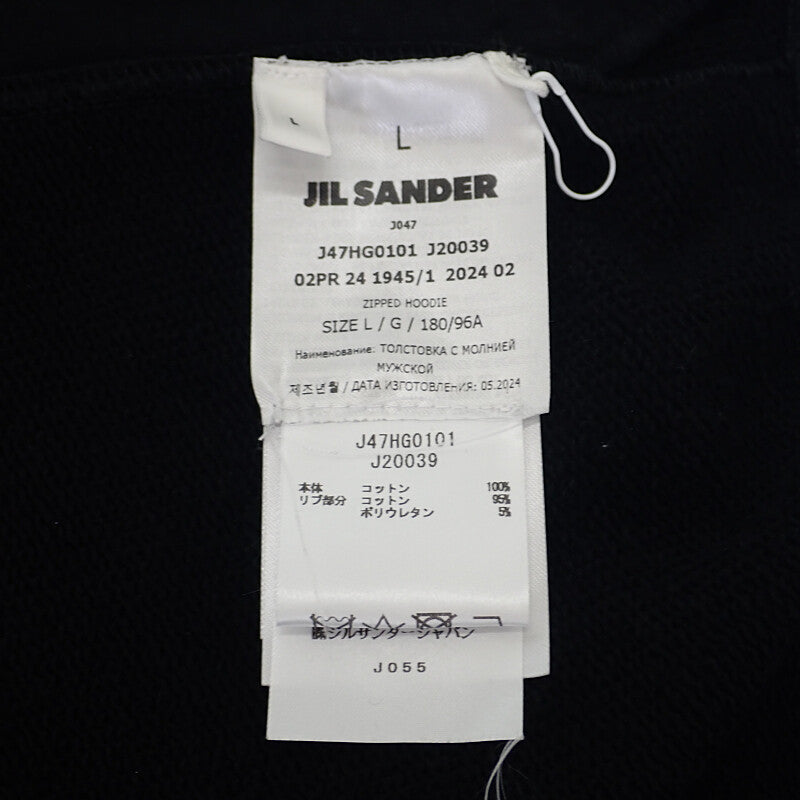 L
L
JIL SANDER
J047
J47HG0101 J20039
02PR 24 1945/1 2024 02
ZIPPED HOODIE
SIZE L / G / 180/96A
Наименование: ТОЛСТОВКА С МОЛНИЕЙ
МУЖСКОЙ
제조년월 / ДАТА ИЗГОТОВЛЕНИЯ: 05.2024
J47HG0101
J20039
本体 コットン 100%
リブ部分 コットン 95%
ポリウレタン 5%
ジルサンダージャパン
J055